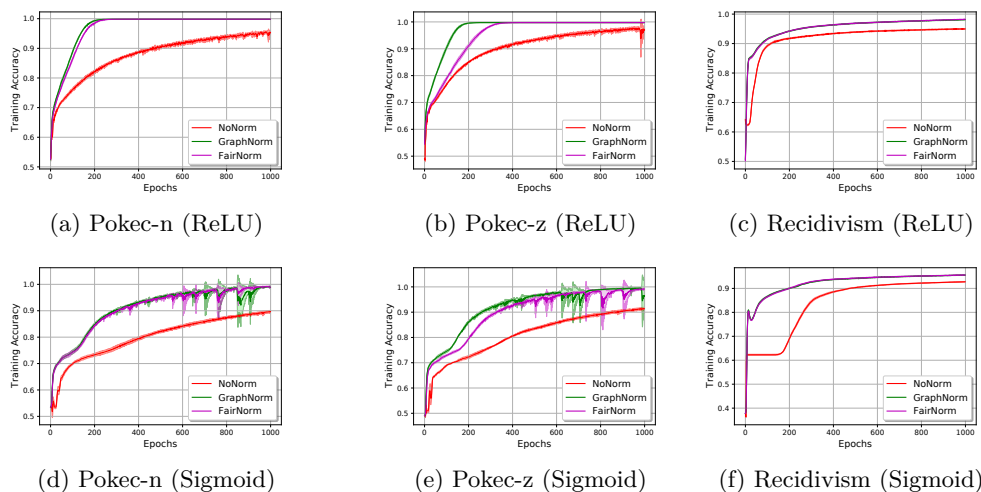 1.0
0.9
0.8
0.7
0.6
0.5
Training Accuracy
0 200 400 600 800 1000
Epochs
NoNorm
GraphNorm
FairNorm
(a) Pokec-n (ReLU)
1.0
0.9
0.8
0.7
0.6
0.5
Training Accuracy
0 200 400 600 800 1000
Epochs
NoNorm
GraphNorm
FairNorm
(b) Pokec-z (ReLU)
1.0
0.9
0.8
0.7
0.6
0.5
Training Accuracy
0 200 400 600 800 1000
Epochs
NoNorm
GraphNorm
FairNorm
(c) Recidivism (ReLU)
1.0
0.9
0.8
0.7
0.6
0.5
Training Accuracy
0 200 400 600 800 1000
Epochs
NoNorm
GraphNorm
FairNorm
(d) Pokec-n (Sigmoid)
1.0
0.9
0.8
0.7
0.6
0.5
Training Accuracy
0 200 400 600 800 1000
Epochs
NoNorm
GraphNorm
FairNorm
(e) Pokec-z (Sigmoid)
0.9
0.8
0.7
0.6
0.5
0.4
Training Accuracy
0 200 400 600 800 1000
Epochs
NoNorm
GraphNorm
FairNorm
(f) Recidivism (Sigmoid)